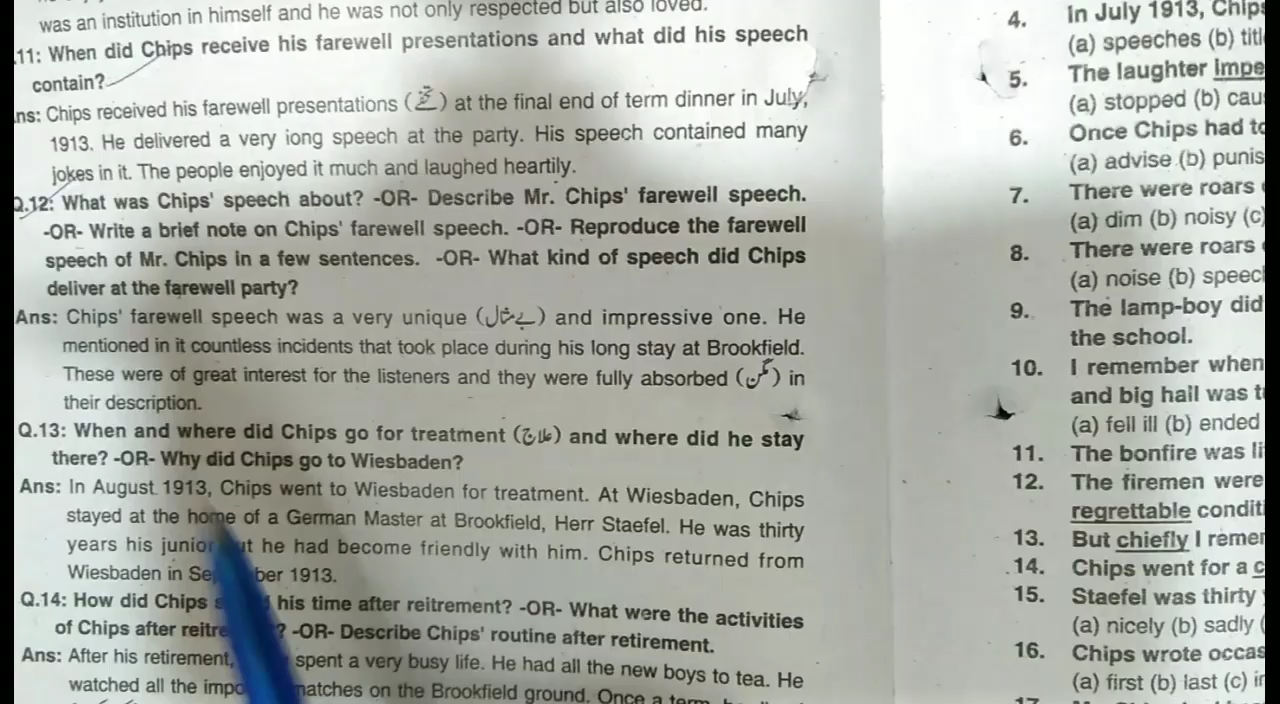 was an institution in himself and he was not only respected but also loved.
.11: When did Chips receive his farewell presentations and what did his speech
contain?
ns: Chips received his farewell presentations (تحفے) at the final end of term dinner in July,
1913. He delivered a very iong speech at the party. His speech contained many
jokes in it. The people enjoyed it much and laughed heartily.
Q.12: What was Chips' speech about? -OR- Describe Mr. Chips' farewell speech.
-OR- Write a brief note on Chips' farewell speech. -OR- Reproduce the farewell
speech of Mr. Chips in a few sentences. -OR- What kind of speech did Chips
deliver at the farewell party?
Ans: Chips' farewell speech was a very unique (بے مثال) and impressive one. He
mentioned in it countless incidents that took place during his long stay at Brookfield.
These were of great interest for the listeners and they were fully absorbed (مگن) in
their description.
Q.13: When and where did Chips go for treatment (علاج) and where did he stay
there? -OR- Why did Chips go to Wiesbaden?
Ans: In August 1913, Chips went to Wiesbaden for treatment. At Wiesbaden, Chips
stayed at the home of a German Master at Brookfield, Herr Staefel. He was thirty
years his junior he had become friendly with him. Chips returned from
Wiesbaden in 1913.
Q.14: How did Chips his time after reitrement? -OR- What were the activities
of Chips after ? -OR- Describe Chips' routine after retirement.
Ans: After his retirement, spent a very busy life. He had all the new boys to tea. He
watched all the matches on the Brookfield ground. Once a term
4. In July 1913, Chips
(a) speeches (b) titl
5. The laughter impe
(a) stopped (b) cau
6. Once Chips had to
(a) advise (b) punis
7. There were roars
(a) dim (b) noisy (c)
8. There were roars
(a) noise (b) speec
9. The lamp-boy did
the school.
10. I remember when
and big hall was
(a) fell ill (b) ended
11. The bonfire was li
12. The firemen were
regrettable condit
13. But chiefly I remer
14. Chips went for a
15. Staefel was thirty
(a) nicely (b) sadly
16. Chips wrote occas
(a) first (b) last (c) in